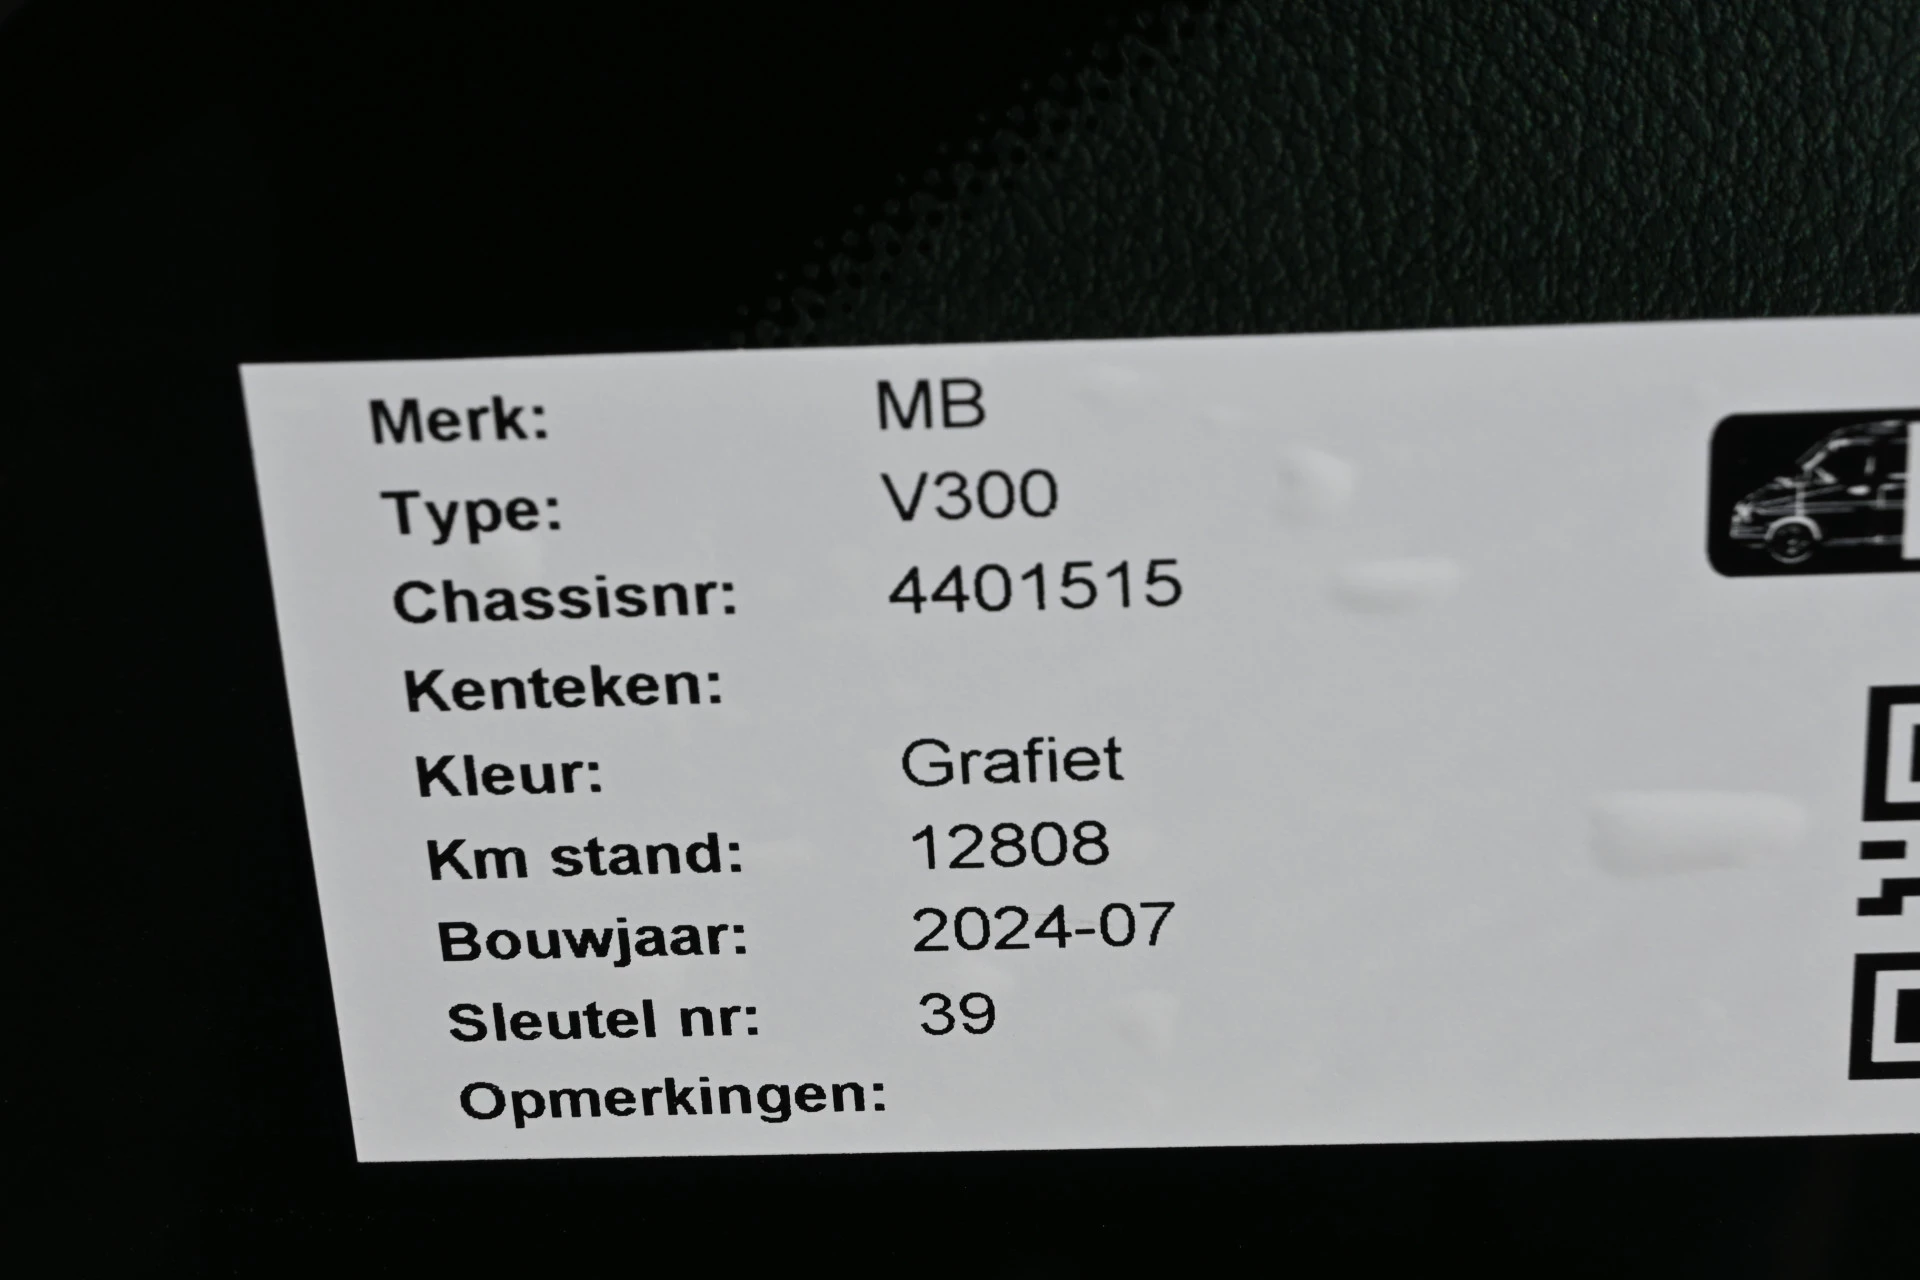 Merk: MB
Type: V300
Chassisnr: 4401515
Kenteken:
Kleur: Grafiet
Km stand: 12808
Bouwjaar: 2024-07
Sleutel nr: 39
Opmerkingen: